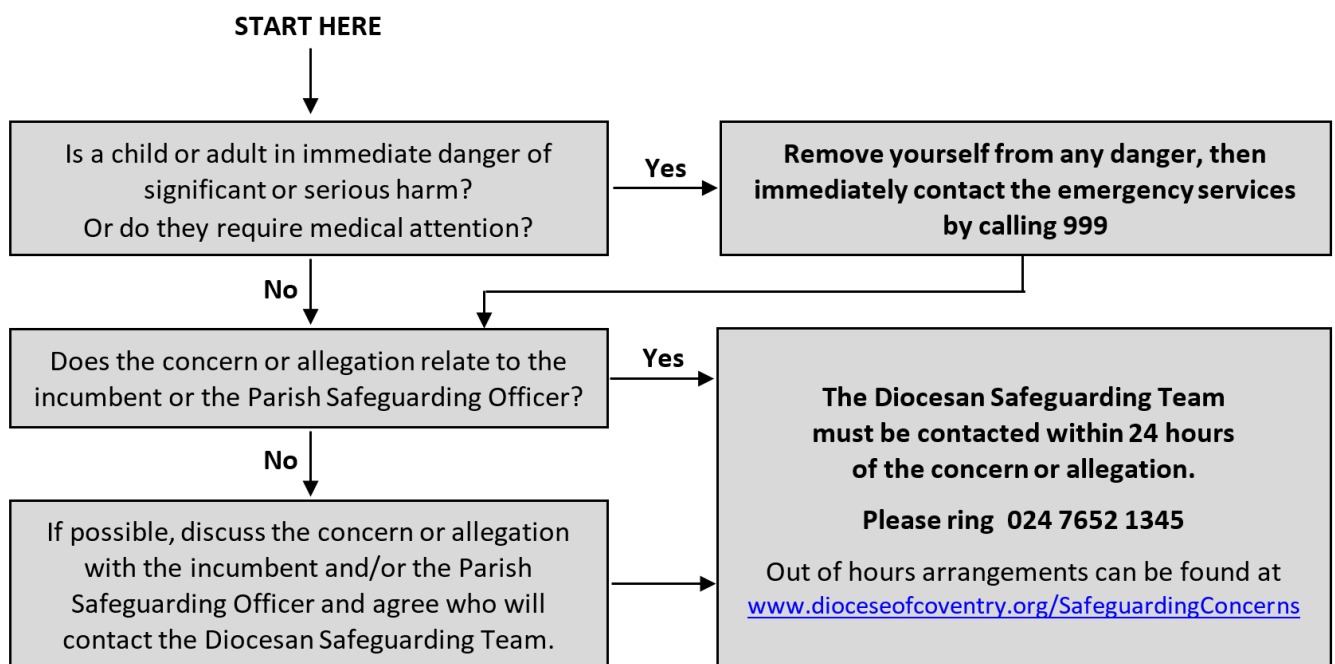 START HERE
Is a child or adult in immediate danger of
significant or serious harm?
Or do they require medical attention?
Yes
Remove yourself from any danger, then
immediately contact the emergency services
by calling 999
No
Does the concern or allegation relate to the
incumbent or the Parish Safeguarding Officer?
Yes
The Diocesan Safeguarding Team
must be contacted within 24 hours
of the concern or allegation.
Please ring 024 7652 1345
Out of hours arrangements can be found at
www.dioceseofcoventry.org/SafeguardingConcerns
No
If possible, discuss the concern or allegation
with the incumbent and/or the Parish
Safeguarding Officer and agree who will
contact the Diocesan Safeguarding Team.